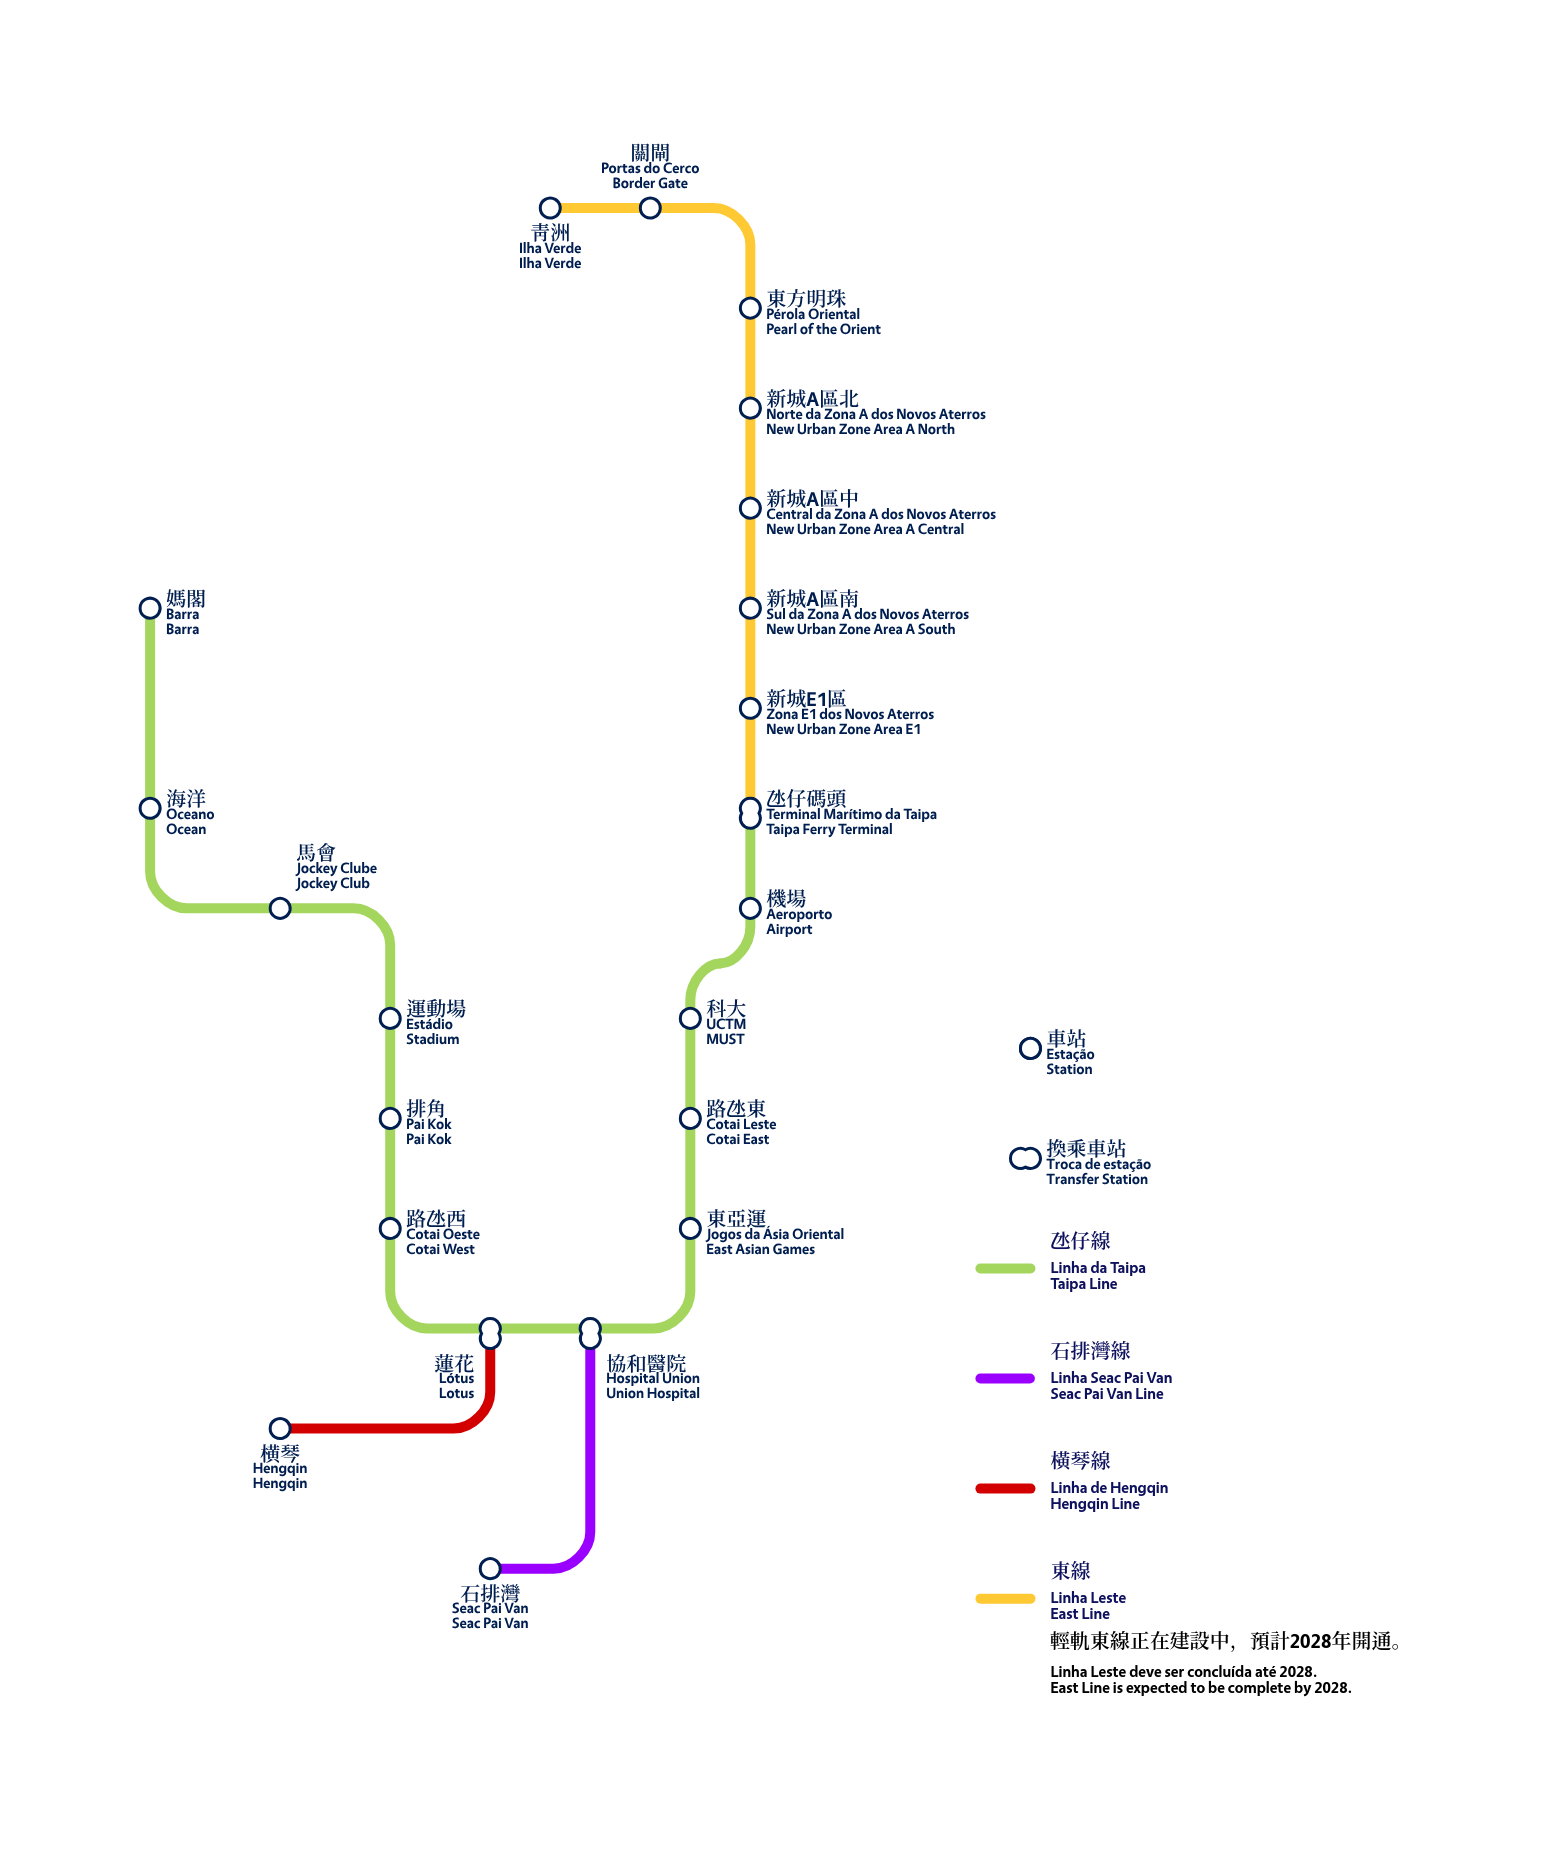 關閘
Portas do Cerco
Border Gate
青洲
Ilha Verde
Ilha Verde
東方明珠
Pérola Oriental
Pearl of the Orient
新城A區北
Norte da Zona A dos Novos Aterros
New Urban Zone Area A North
新城A區中
Central da Zona A dos Novos Aterros
New Urban Zone Area A Central
媽閣
Barra
Barra
新城A區南
Sul da Zona A dos Novos Aterros
New Urban Zone Area A South
新城E1區
Zona E1 dos Novos Aterros
New Urban Zone Area E1
海洋
Oceano
Ocean
氹仔碼頭
Terminal Marítimo da Taipa
Taipa Ferry Terminal
馬會
Jockey Clube
Jockey Club
機場
Aeroporto
Airport
運動場
Estádio
Stadium
科大
UCTM
MUST
車站
Estação
Station
排角
Pai Kok
Pai Kok
路氹東
Cotai Leste
Cotai East
換乘車站
Troca de estação
Transfer Station
路氹西
Cotai Oeste
Cotai West
東亞運
Jogos da Ásia Oriental
East Asian Games
氹仔線
Linha da Taipa
Taipa Line
蓮花
Lótus
Lotus
協和醫院
Hospital Union
Union Hospital
石排灣線
Linha Seac Pai Van
Seac Pai Van Line
橫琴
Hengqin
Hengqin
橫琴線
Linha de Hengqin
Hengqin Line
石排灣
Seac Pai Van
Seac Pai Van
東線
Linha Leste
East Line
輕軌東線正在建設中，預計2028年開通。
Linha Leste deve ser concluída até 2028.
East Line is expected to be complete by 2028.